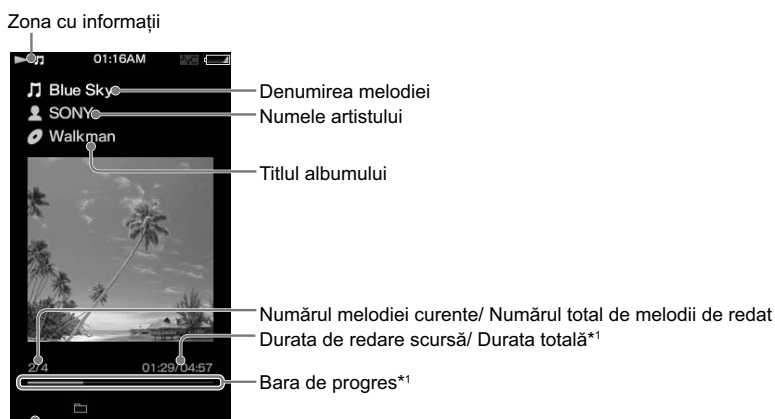 Zona cu informații
01:16AM
Blue Sky
Denumirea melodiei
SONY
Numele artistului
Walkman
Titlul albumului
Numărul melodiei curente/ Numărul total de melodii de redat
Durata de redare scursă/ Durata totală*1
2/4 01:29/04:57
Bara de progres*1